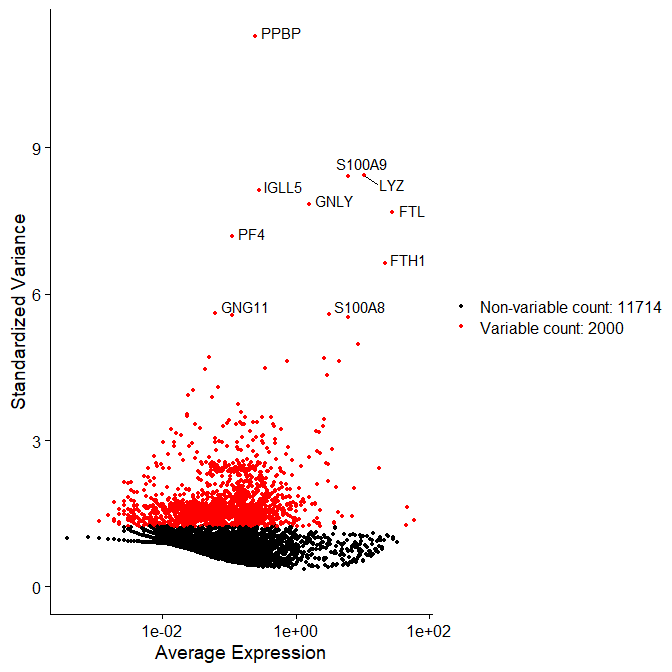 PPBP
9
S100A9
LYZ
IGLL5
GNLY
FTL
PF4
FTH1
Standardized Variance
6
GNG11
S100A8
Non-variable count: 11714
Variable count: 2000
3
0
1e-02
1e+00
1e+02
Average Expression